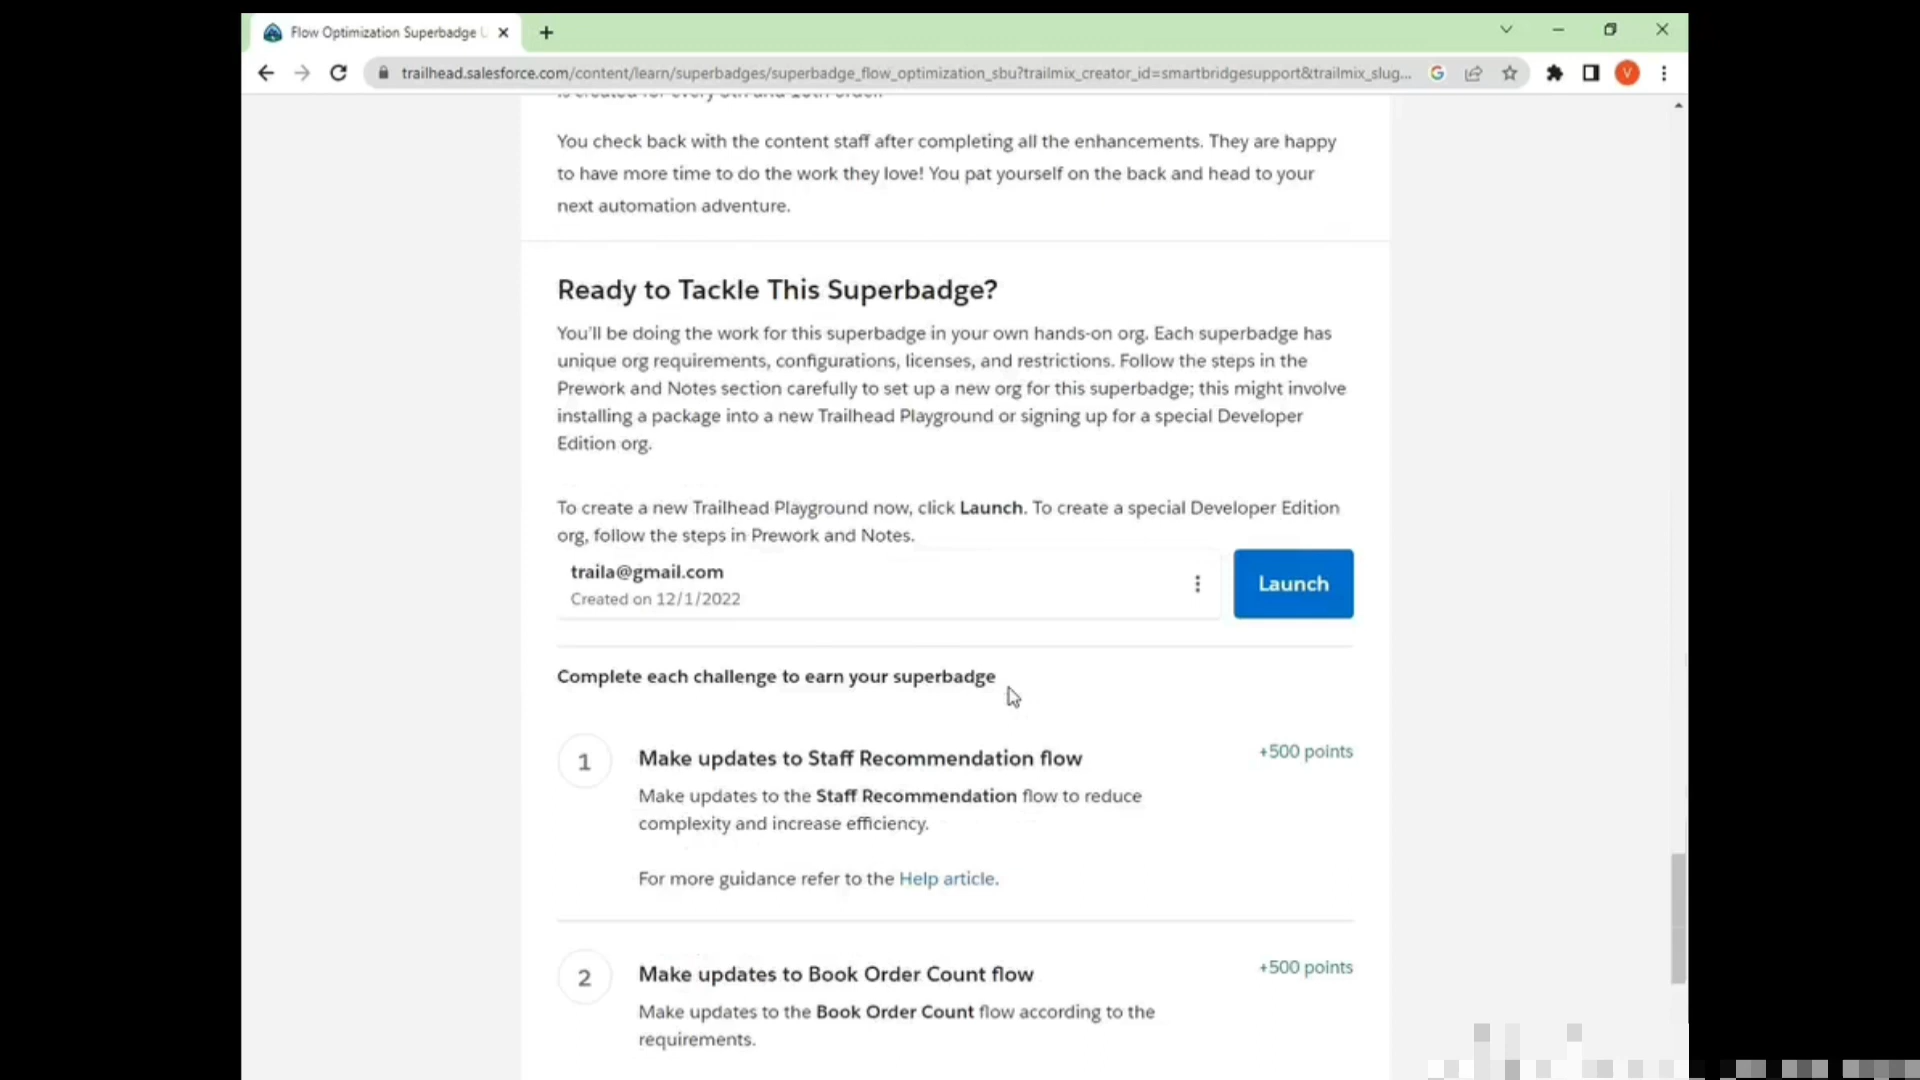 Flow Optimization Superbadge
trailhead.salesforce.com/content/learn/superbadges/superbadge_flow_optimization_sbu?trailmix_creator_id=smartbridgesupport&trailmix_slug...
V
is created for every 5th and 10th order.
You check back with the content staff after completing all the enhancements. They are happy
to have more time to do the work they love! You pat yourself on the back and head to your
next automation adventure.
Ready to Tackle This Superbadge?
You'll be doing the work for this superbadge in your own hands-on org. Each superbadge has
unique org requirements, configurations, licenses, and restrictions. Follow the steps in the
Prework and Notes section carefully to set up a new org for this superbadge; this might involve
installing a package into a new Trailhead Playground or signing up for a special Developer
Edition org.
To create a new Trailhead Playground now, click Launch. To create a special Developer Edition
org, follow the steps in Prework and Notes.
traila@gmail.com
Created on 12/1/2022
Launch
Complete each challenge to earn your superbadge
1
Make updates to Staff Recommendation flow
+500 points
Make updates to the Staff Recommendation flow to reduce
complexity and increase efficiency.
For more guidance refer to the Help article.
2
Make updates to Book Order Count flow
+500 points
Make updates to the Book Order Count flow according to the
requirements.